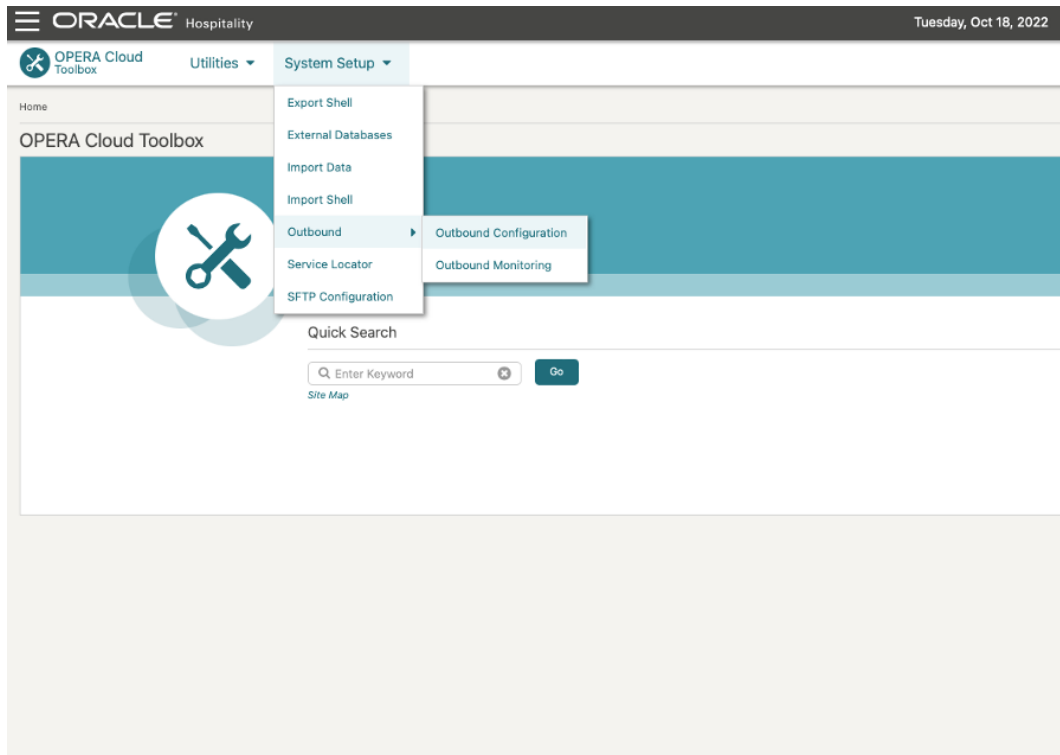 ORACLE® Hospitality
Tuesday, Oct 18, 2022
OPERA Cloud
Toolbox
Utilities
System Setup
Home
OPERA Cloud Toolbox
Export Shell
External Databases
Import Data
Import Shell
Outbound
Outbound Configuration
Outbound Monitoring
Service Locator
SFTP Configuration
Quick Search
Enter Keyword
Go
Site Map